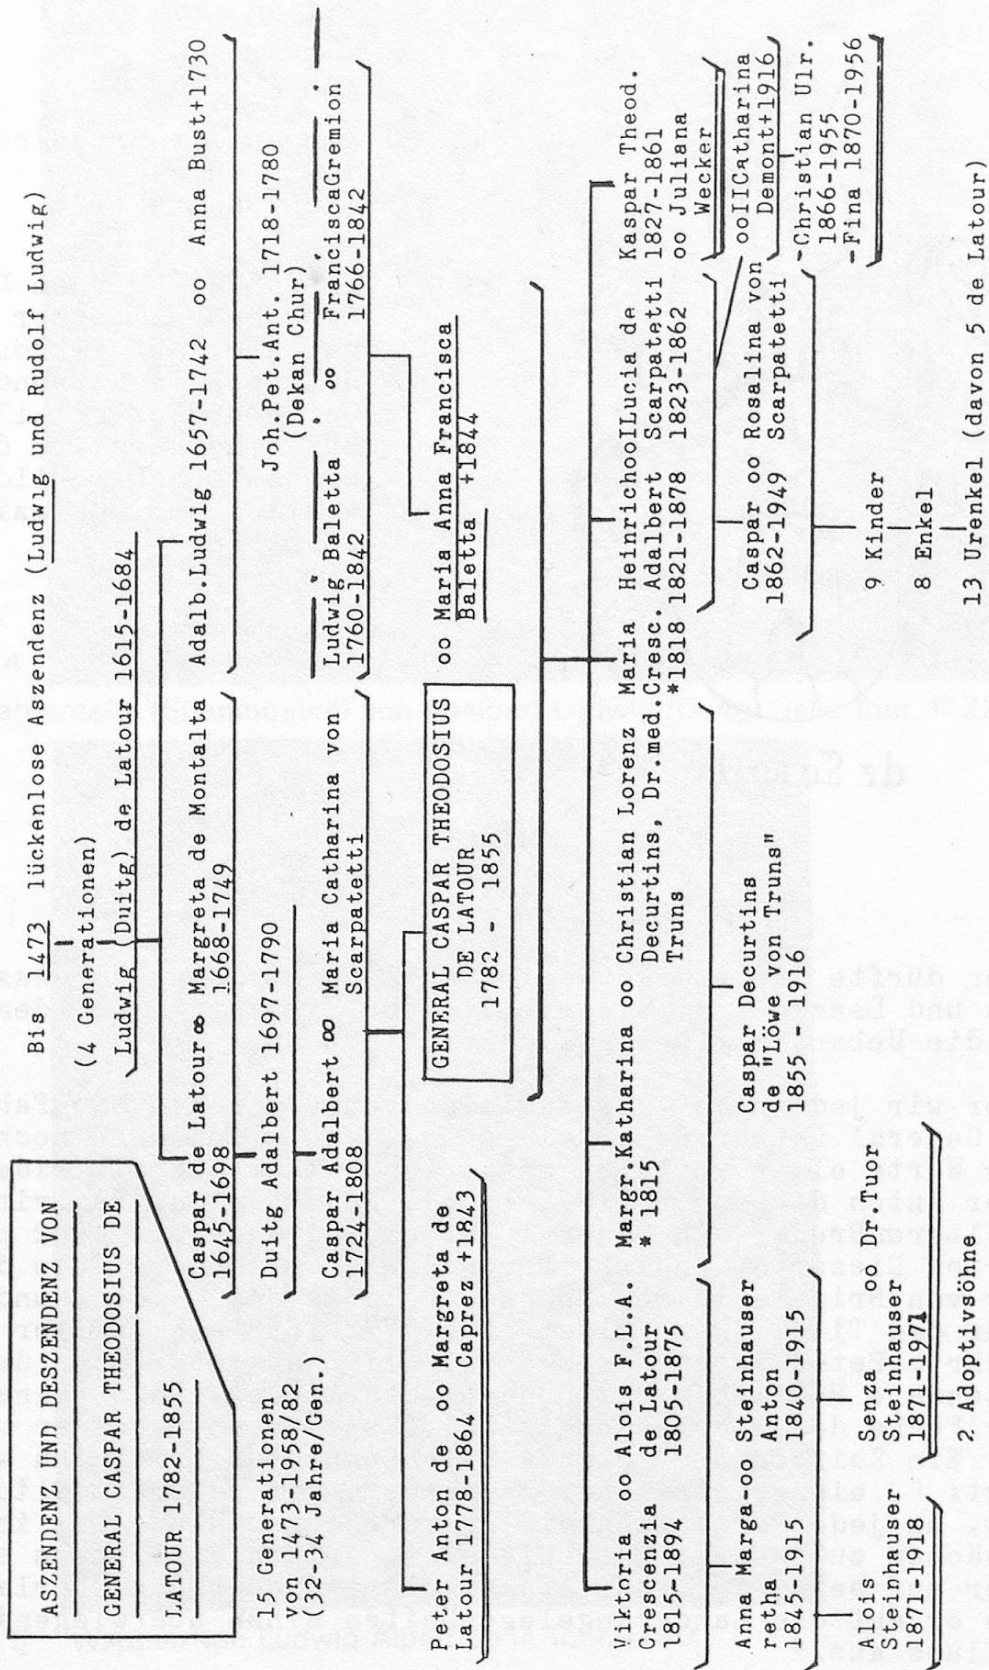 ASZENDENZ UND DESZENDENZ VON
GENERAL CASPAR THEODOSIUS DE
LATOUR 1782-1855
15 Generationen
von 1473-1958/82
(32-34 Jahre/Gen.)
Bis 1473 lückenlose Aszendenz (Ludwig und Rudolf Ludwig)
(4 Generationen)
Ludwig (Duitg) de Latour 1615-1684
Caspar de Latour ∞ Margreta de Montalta
1645-1698 1668-1749
Adalb.Ludwig 1657-1742 oo Anna Bust+1730
Duitg Adalbert 1697-1790
Joh.Pet.Ant. 1718-1780
(Dekan Chur)
Caspar Adalbert ∞ Maria Catharina von
1724-1808 Scarpatetti
Ludwig Baletta oo FranciscaGremion
1760-1842 1766-1842
Peter Anton de oo Margreta de
Latour 17778-1864 Caprez +1843
GENERAL CASPAR THEODOSIUS
DE LATOUR
1782 - 1855
oo Maria Anna Francisca
Baletta +1844
Viktoria oo Alois F.L.A.
Crescenzia de Latour
1815-1894 1805-1875
Margr.Katharina oo Christian Lorenz
* 1815 Decurtins, Dr.med.
Truns
Maria
Cresc.
*1818
HeinrichooILucia de
Adalbert Scarpatetti
1821-1878 1823-1862
Kaspar Theod.
1827-1861
oo Juliana
Wecker
Anna Marga-oo Steinhauser
retha Anton
1845-1915 1840-1915
Caspar Decurtins
de "Löwe von Truns"
1855 - 1916
Caspar oo Rosalina von
1862-1949 Scarpatetti
ooIICatharina
Demont+1916
-Christian Ulr.
1866-1955
-Fina 1870-1956
Alis
Steinhauser
1871-1918
Senza oo Dr.Tuor
Steinhauser
1871-1971
2 Adoptivsöhne
9 Kinder
8 Enkel
13 Urenkel (davon 5 de Latour)